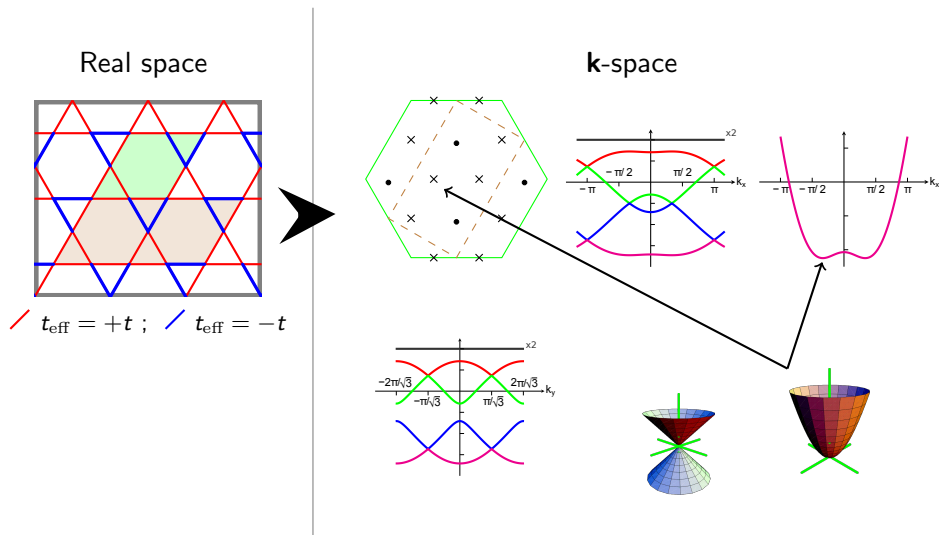 Real space
t_eff = +t ; t_eff = −t
k-space
x2
− π − π/ 2 π/ 2 π k_x
− π − π/ 2 π/ 2 π k_x
x2
−2π/√3 −π/√3 π/√3 2π/√3 k_y